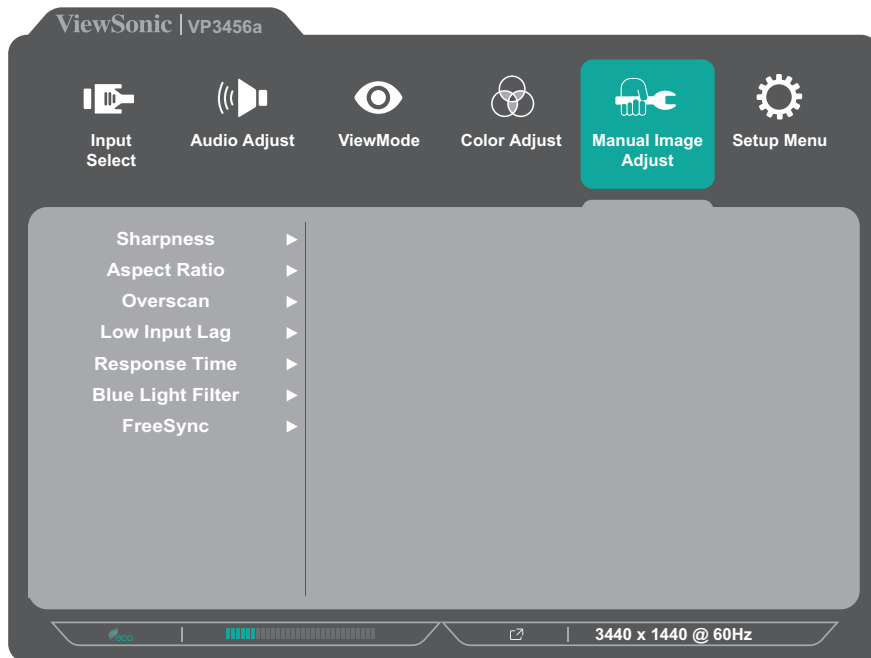 ViewSonic | VP3456a
Input
Select
Audio Adjust
ViewMode
Color Adjust
Manual Image
Adjust
Setup Menu
Sharpness
Aspect Ratio
Overscan
Low Input Lag
Response Time
Blue Light Filter
FreeSync
eco
3440 x 1440 @ 60Hz